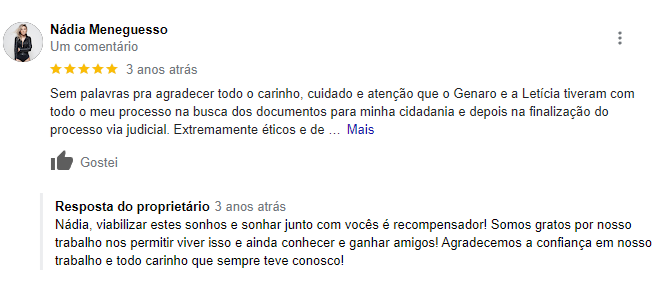 Nádia Meneguesso
Um comentário
3 anos atrás
Sem palavras pra agradecer todo o carinho, cuidado e atenção que o Genaro e a Letícia tiveram com
todo o meu processo na busca dos documentos para minha cidadania e depois na finalização do
processo via judicial. Extremamente éticos e de ... Mais
Gostei
Resposta do proprietário 3 anos atrás
Nádia, viabilizar estes sonhos e sonhar junto com vocês é recompensador! Somos gratos por nosso
trabalho nos permitir viver isso e ainda conhecer e ganhar amigos! Agradecemos a confiança em nosso
trabalho e todo carinho que sempre teve conosco!